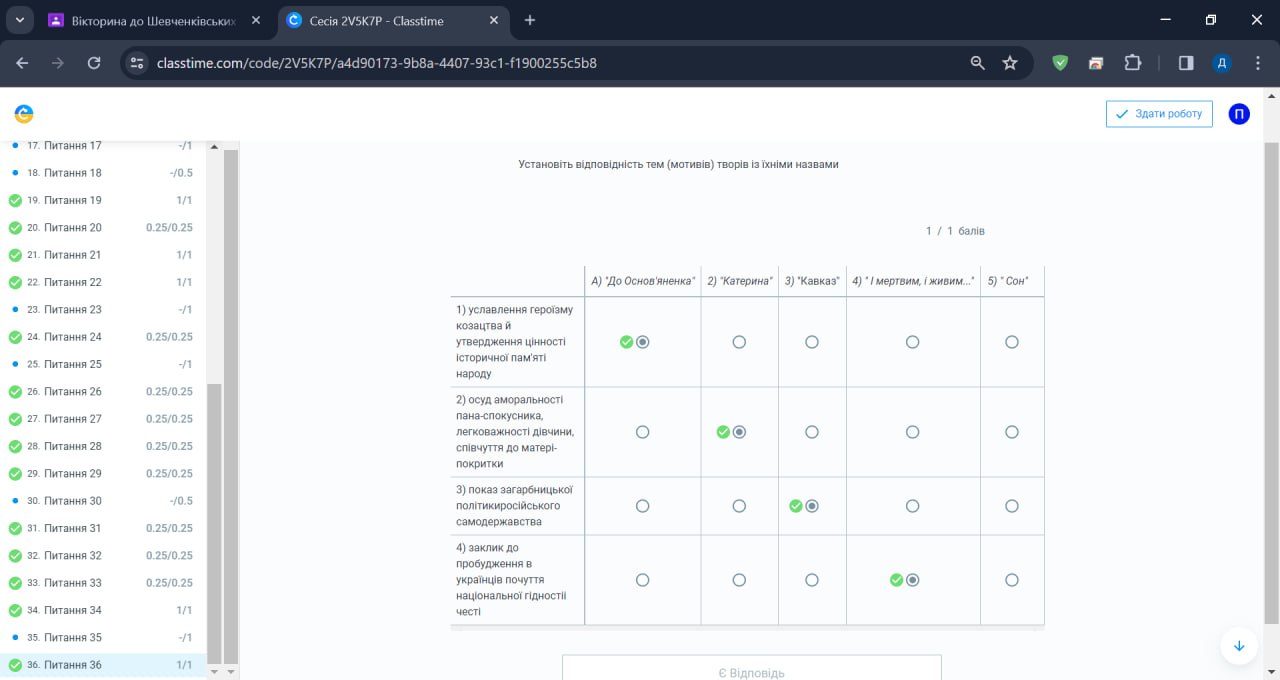 Вікторина до Шевченківських
Сесія 2V5K7P - Classtime
classtime.com/code/2V5K7P/a4d90173-9b8a-4407-93c1-f1900255c5b8
Д
Здати роботу
П
17. Питання 17 -/1
18. Питання 18 -/0.5
19. Питання 19 1/1
20. Питання 20 0.25/0.25
21. Питання 21 1/1
22. Питання 22 1/1
23. Питання 23 -/1
24. Питання 24 0.25/0.25
25. Питання 25 -/1
26. Питання 26 0.25/0.25
27. Питання 27 0.25/0.25
28. Питання 28 0.25/0.25
29. Питання 29 0.25/0.25
30. Питання 30 -/0.5
31. Питання 31 0.25/0.25
32. Питання 32 0.25/0.25
33. Питання 33 0.25/0.25
34. Питання 34 1/1
35. Питання 35 -/1
36. Питання 36 1/1
Установіть відповідність тем (мотивів) творів із їхніми назвами
1 / 1 балів
А) "До Основ'яненка" 2) "Катерина" 3) "Кавказ" 4) " І мертвим, і живим..." 5) " Сон"
1) уславлення героїзму
козацтва й
утвердження цінності
історичної пам'яті
народу
2) осуд аморальності
пана-спокусника,
легковажності дівчини,
співчуття до матері-
покритки
3) показ загарбницької
політикиросійського
самодержавства
4) заклик до
пробудження в
українців почуття
національної гідностіі
честі
Є Відповідь